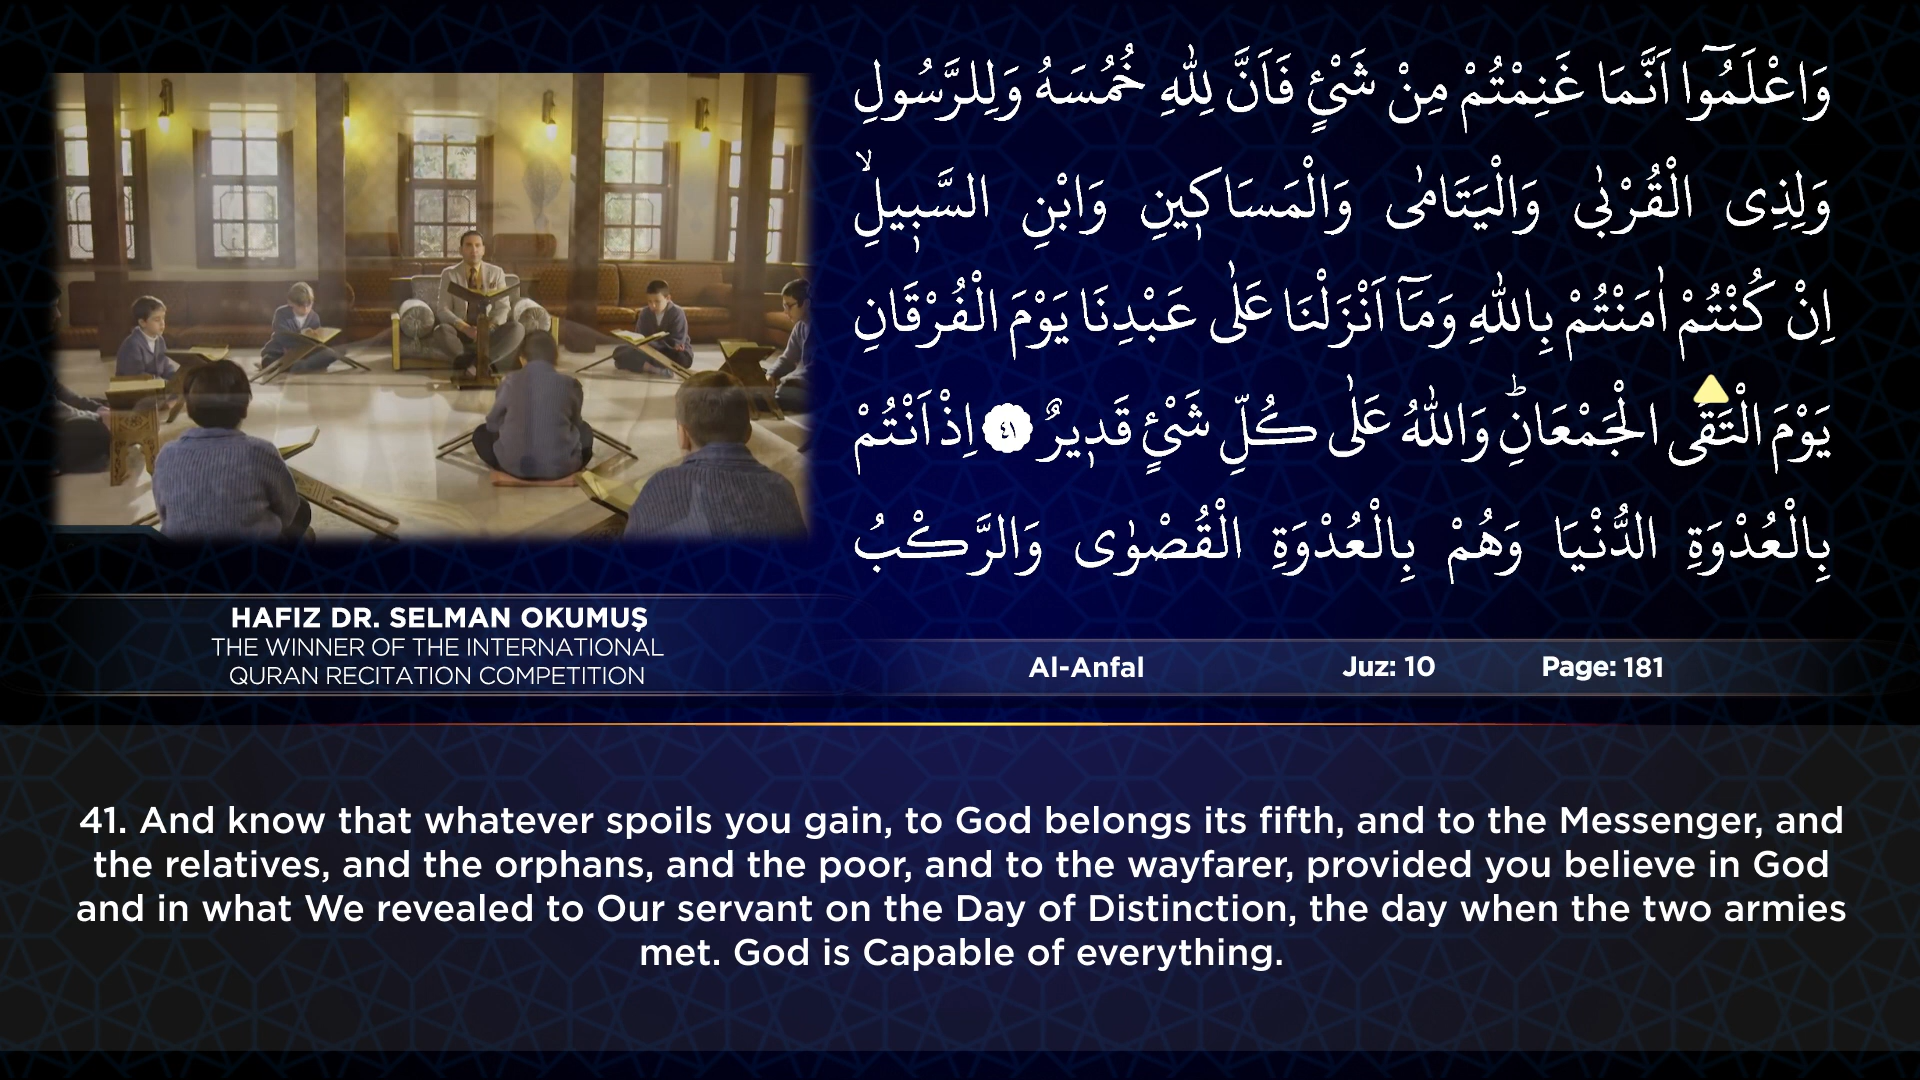 وَاعْلَمُٓوا اَنَّمَا غَنِمْتُمْ مِنْ شَيْءٍ فَاَنَّ لِلّٰهِ خُمُسَهُ وَلِلرَّسُولِ
وَلِذِى الْقُرْبٰى وَالْيَتَامٰى وَالْمَسَاك۪ينِ وَابْنِ السَّب۪يلِۙ
اِنْ كُنْتُمْ اٰمَنْتُمْ بِاللّٰهِ وَمَٓا اَنْزَلْنَا عَلٰى عَبْدِنَا يَوْمَ الْفُرْقَانِ
يَوْمَ الْتَقَى الْجَمْعَانِۜ وَاللّٰهُ عَلٰى كُلِّ شَيْءٍ قَد۪يرٌ ﴿٤١﴾ اِذْ اَنْتُمْ
بِالْعُدْوَةِ الدُّنْيَا وَهُمْ بِالْعُدْوَةِ الْقُصْوٰى وَالرَّكْبُ
HAFIZ DR. SELMAN OKUMUŞ
THE WINNER OF THE INTERNATIONAL
QURAN RECITATION COMPETITION
Al-Anfal Juz: 10 Page: 181
41. And know that whatever spoils you gain, to God belongs its fifth, and to the Messenger, and
the relatives, and the orphans, and the poor, and to the wayfarer, provided you believe in God
and in what We revealed to Our servant on the Day of Distinction, the day when the two armies
met. God is Capable of everything.